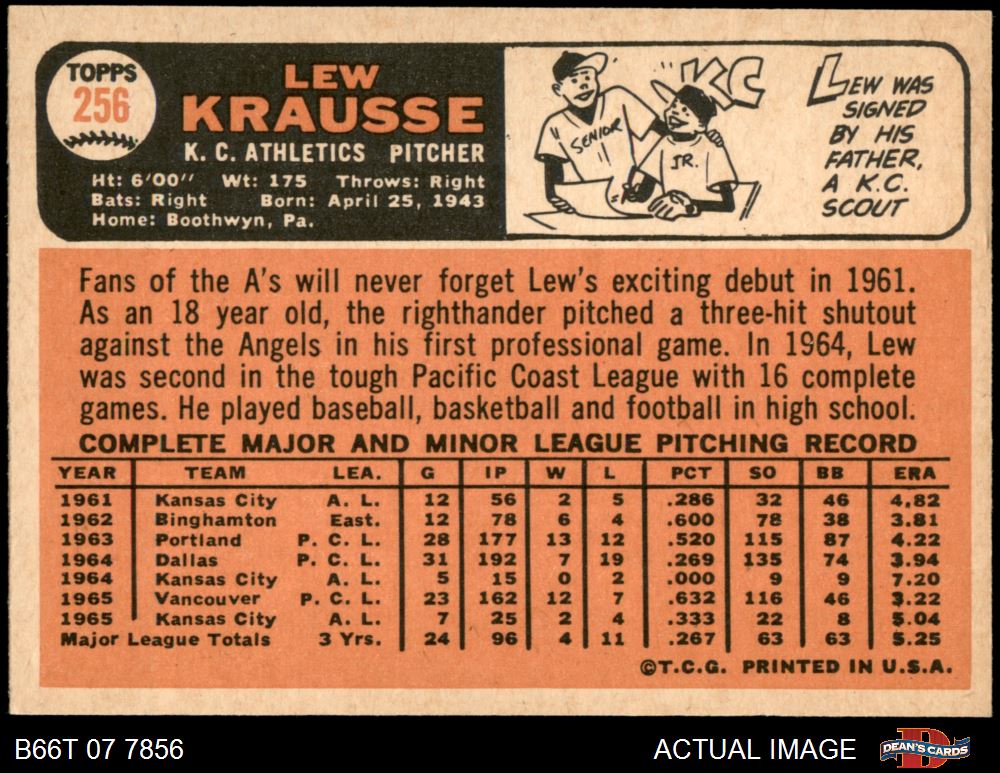 TOPPS
256
LEW
KRAUSSE
K. C. ATHLETICS PITCHER
Ht: 6'00" Wt: 175 Throws: Right
Bats: Right Born: April 25, 1943
Home: Boothwyn, Pa.
KC
SENIOR
JR.
LEW WAS
SIGNED
BY HIS
FATHER,
A K.C.
SCOUT
Fans of the A's will never forget Lew's exciting debut in 1961.
As an 18 year old, the righthander pitched a three-hit shutout
against the Angels in his first professional game. In 1964, Lew
was second in the tough Pacific Coast League with 16 complete
games. He played baseball, basketball and football in high school.
COMPLETE MAJOR AND MINOR LEAGUE PITCHING RECORD
YEAR TEAM LEA. G IP W L PCT SO BB ERA
1961 Kansas City A. L. 12 56 2 5 .286 32 46 4.82
1962 Binghamton East. 12 78 6 4 .600 78 38 3.81
1963 Portland P. C. L. 28 177 13 12 .520 115 87 4.22
1964 Dallas P. C. L. 31 192 7 19 .269 135 74 3.94
1964 Kansas City A. L. 5 15 0 2 .000 9 9 7.20
1965 Vancouver P. C. L. 23 162 12 7 .632 116 46 3.22
1965 Kansas City A. L. 7 25 2 4 .333 22 8 5.04
Major League Totals 3 Yrs. 24 96 4 11 .267 63 63 5.25
©T.C.G. PRINTED IN U.S.A.
B66T 07 7856 ACTUAL IMAGE
B DEAN'S CARDS